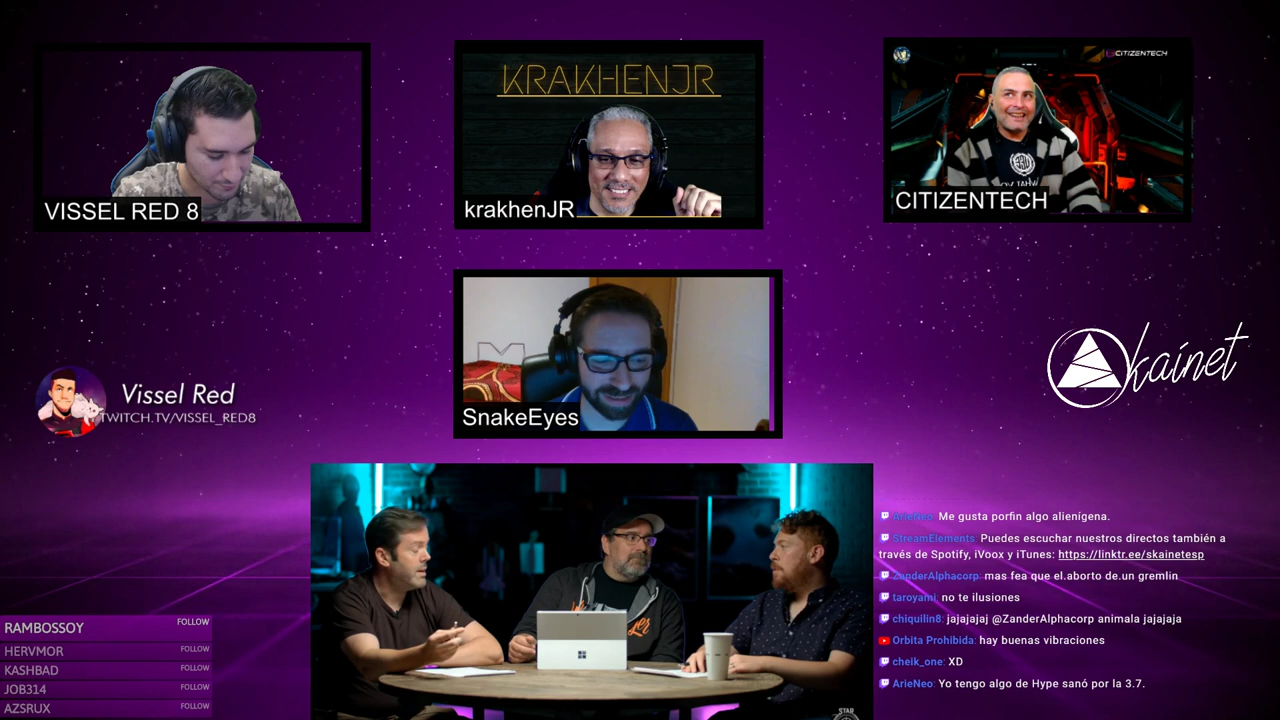 CITIZENTECH
KRAKHENJR
VISSEL RED 8
krakhenJR
CITIZENTECH
SnakeEyes
kainet
Vissel Red
TWITCH.TV/VISSEL_RED8
ArieNeo: Me gusta porfin algo alienígena.
StreamElements: Puedes escuchar nuestros directos también a
través de Spotify, iVoox y iTunes: https://linktr.ee/skainetesp
ZanderAlphacorp: mas fea que el.aborto de.un gremlin
taroyami: no te ilusiones
chiquilin8: jajajajaj @ZanderAlphacorp animala jajajaja
Orbita Prohibida: hay buenas vibraciones
cheik_one: XD
ArieNeo: Yo tengo algo de Hype sanó por la 3.7.
RAMBOSSOY FOLLOW
HERVMOR FOLLOW
KASHBAD FOLLOW
JOB314 FOLLOW
AZSRUX FOLLOW
STAR